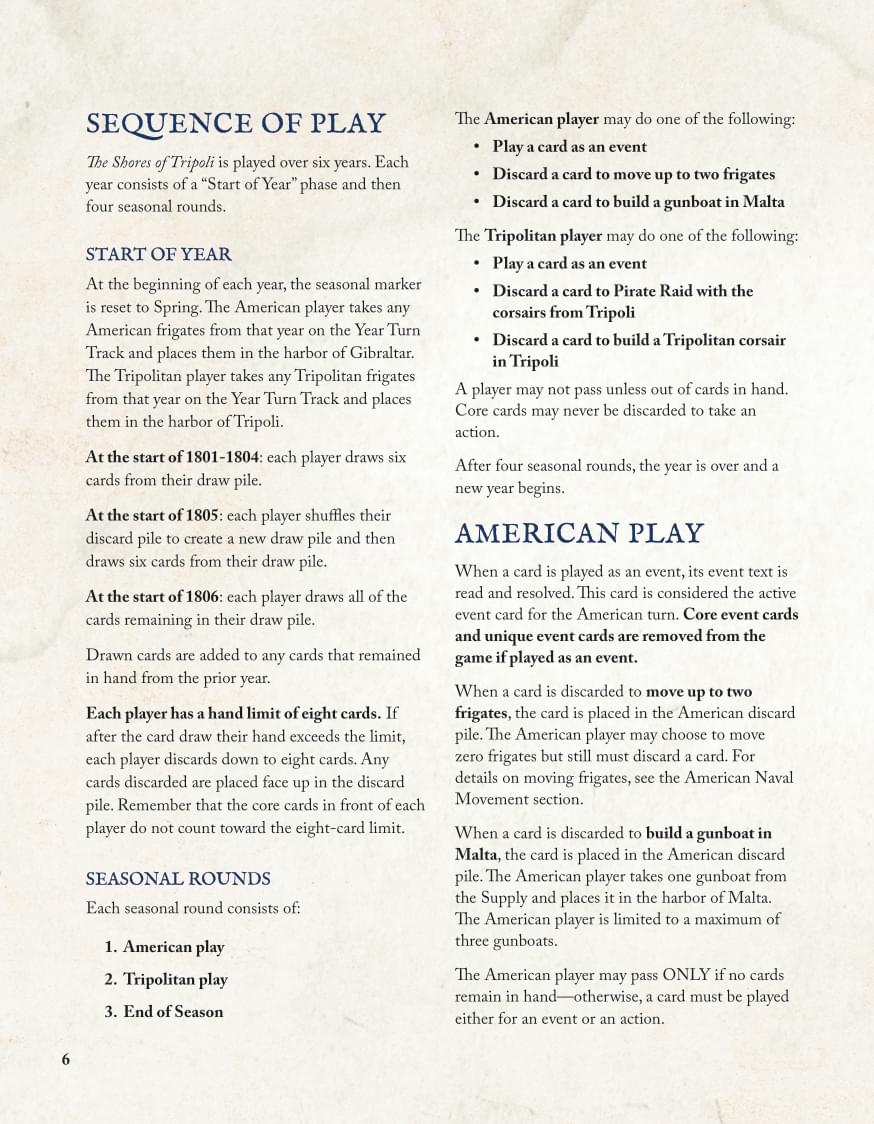 SEQUENCE OF PLAY
The Shores of Tripoli is played over six years. Each
year consists of a “Start of Year” phase and then
four seasonal rounds.
START OF YEAR
At the beginning of each year, the seasonal marker
is reset to Spring. The American player takes any
American frigates from that year on the Year Turn
Track and places them in the harbor of Gibraltar.
The Tripolitan player takes any Tripolitan frigates
from that year on the Year Turn Track and places
them in the harbor of Tripoli.
At the start of 1801-1804: each player draws six
cards from their draw pile.
At the start of 1805: each player shuffles their
discard pile to create a new draw pile and then
draws six cards from their draw pile.
At the start of 1806: each player draws all of the
cards remaining in their draw pile.
Drawn cards are added to any cards that remained
in hand from the prior year.
Each player has a hand limit of eight cards. If
after the card draw their hand exceeds the limit,
each player discards down to eight cards. Any
cards discarded are placed face up in the discard
pile. Remember that the core cards in front of each
player do not count toward the eight-card limit.
SEASONAL ROUNDS
Each seasonal round consists of:
1. American play
2. Tripolitan play
3. End of Season
The American player may do one of the following:
• Play a card as an event
• Discard a card to move up to two frigates
• Discard a card to build a gunboat in Malta
The Tripolitan player may do one of the following:
• Play a card as an event
• Discard a card to Pirate Raid with the
corsairs from Tripoli
• Discard a card to build a Tripolitan corsair
in Tripoli
A player may not pass unless out of cards in hand.
Core cards may never be discarded to take an
action.
After four seasonal rounds, the year is over and a
new year begins.
AMERICAN PLAY
When a card is played as an event, its event text is
read and resolved. This card is considered the active
event card for the American turn. Core event cards
and unique event cards are removed from the
game if played as an event.
When a card is discarded to move up to two
frigates, the card is placed in the American discard
pile. The American player may choose to move
zero frigates but still must discard a card. For
details on moving frigates, see the American Naval
Movement section.
When a card is discarded to build a gunboat in
Malta, the card is placed in the American discard
pile. The American player takes one gunboat from
the Supply and places it in the harbor of Malta.
The American player is limited to a maximum of
three gunboats.
The American player may pass ONLY if no cards
remain in hand—otherwise, a card must be played
either for an event or an action.
6